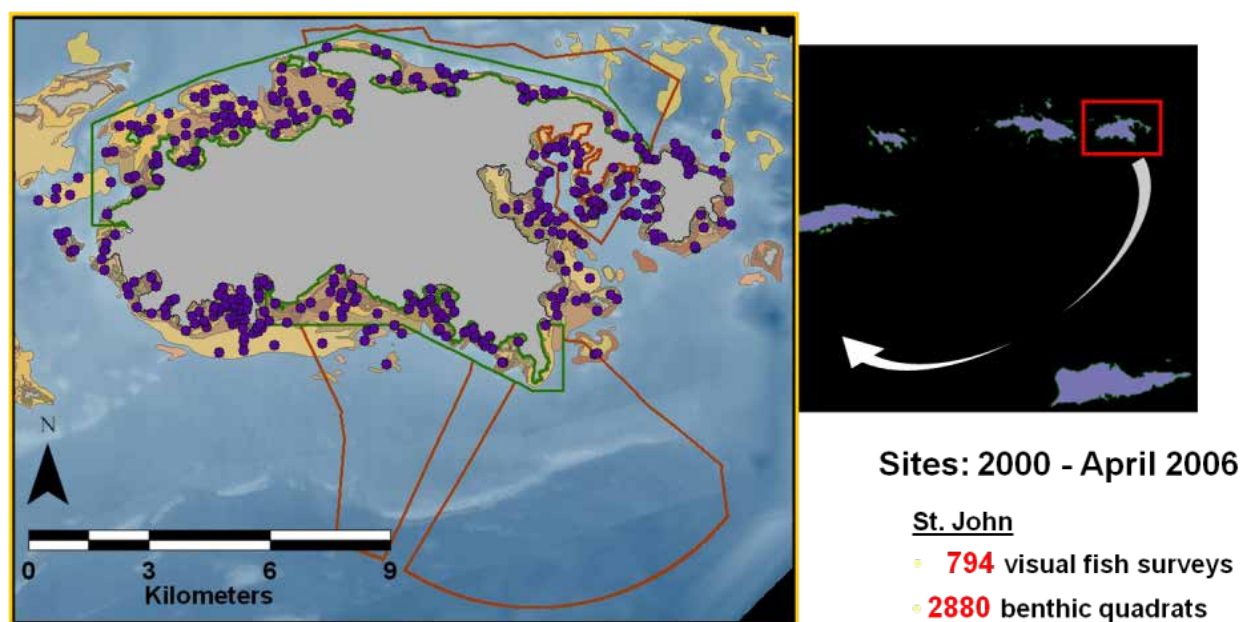 N
0 3 6 9
Kilometers
Sites: 2000 - April 2006
St. John
794 visual fish surveys
2880 benthic quadrats